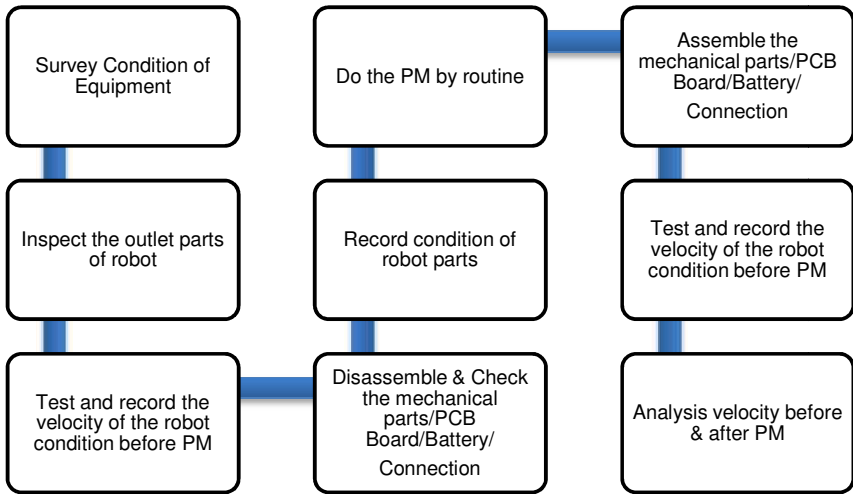 Survey Condition of
Equipment
Inspect the outlet parts
of robot
Test and record the
velocity of the robot
condition before PM
Disassemble & Check
the mechanical
parts/PCB
Board/Battery/
Connection
Record condition of
robot parts
Do the PM by routine
Assemble the
mechanical parts/PCB
Board/Battery/
Connection
Test and record the
velocity of the robot
condition before PM
Analysis velocity before
& after PM